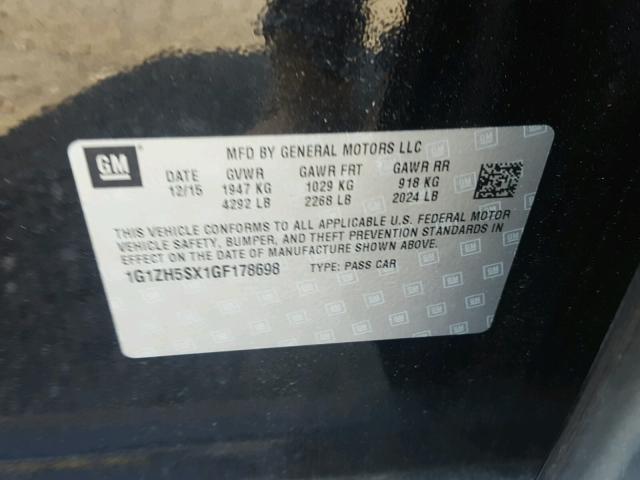 GM
MFD BY GENERAL MOTORS LLC
DATE GVWR GAWR FRT GAWR RR
12/15 1947 KG 1029 KG 918 KG
4292 LB 2268 LB 2024 LB
THIS VEHICLE CONFORMS TO ALL APPLICABLE U.S. FEDERAL MOTOR
VEHICLE SAFETY, BUMPER, AND THEFT PREVENTION STANDARDS IN
EFFECT ON THE DATE OF MANUFACTURE SHOWN ABOVE.
1G1ZH5SX1GF178698 TYPE: PASS CAR